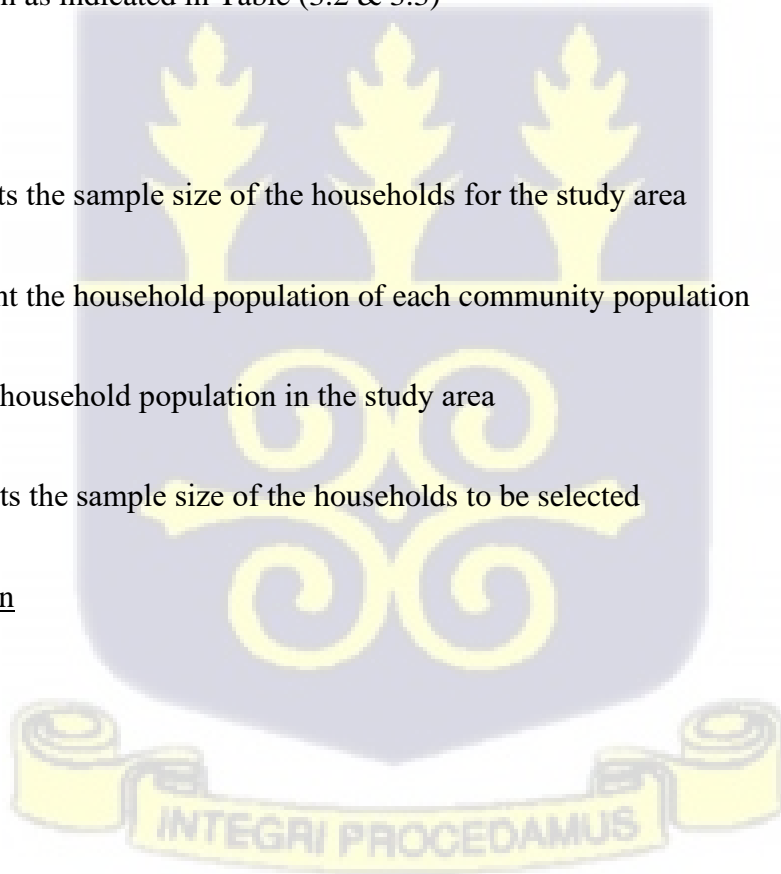 as indicated in Table (3.2 & 3.3)
ts the sample size of the households for the study area
nt the household population of each community population
household population in the study area
ts the sample size of the households to be selected
n
INTEGRI PROCEDAMUS